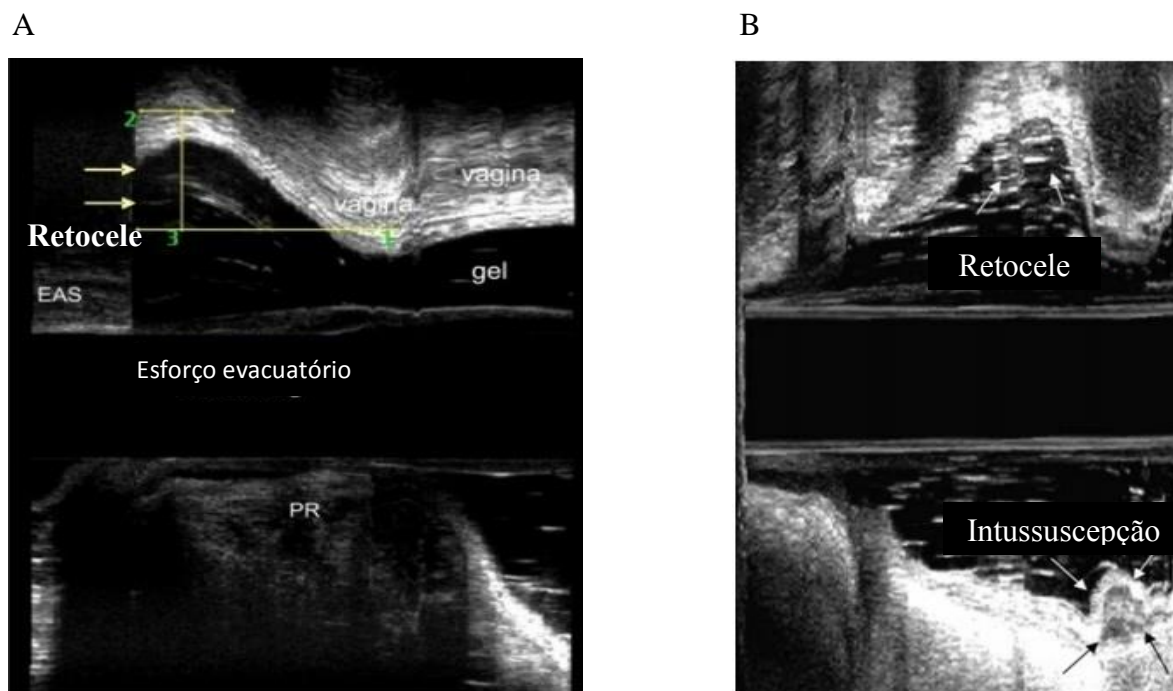 A
2
vagina
vagina
Retocele
3
1
gel
EAS
Esforço evacuatório
PR
B
Retocele
Intussuscepção